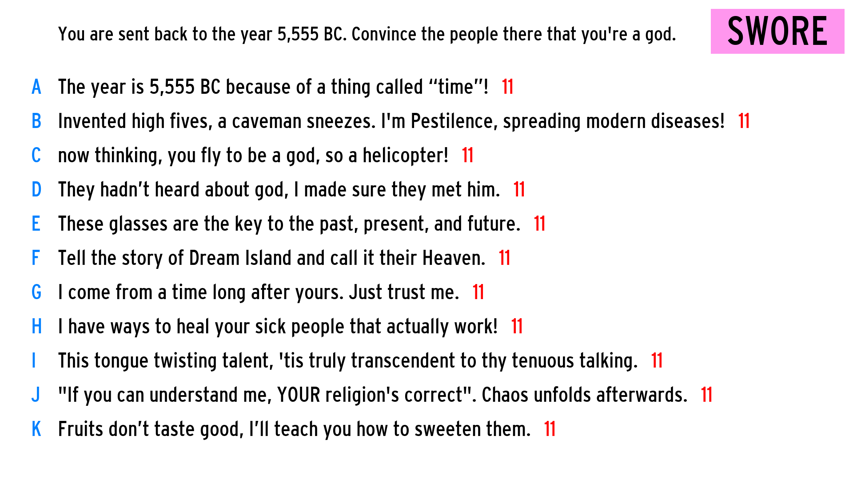 You are sent back to the year 5,555 BC. Convince the people there that you're a god.
SWORE
A The year is 5,555 BC because of a thing called “time”! 11
B Invented high fives, a caveman sneezes. I'm Pestilence, spreading modern diseases! 11
C now thinking, you fly to be a god, so a helicopter! 11
D They hadn’t heard about god, I made sure they met him. 11
E These glasses are the key to the past, present, and future. 11
F Tell the story of Dream Island and call it their Heaven. 11
G I come from a time long after yours. Just trust me. 11
H I have ways to heal your sick people that actually work! 11
I This tongue twisting talent, 'tis truly transcendent to thy tenuous talking. 11
J "If you can understand me, YOUR religion's correct". Chaos unfolds afterwards. 11
K Fruits don’t taste good, I’ll teach you how to sweeten them. 11